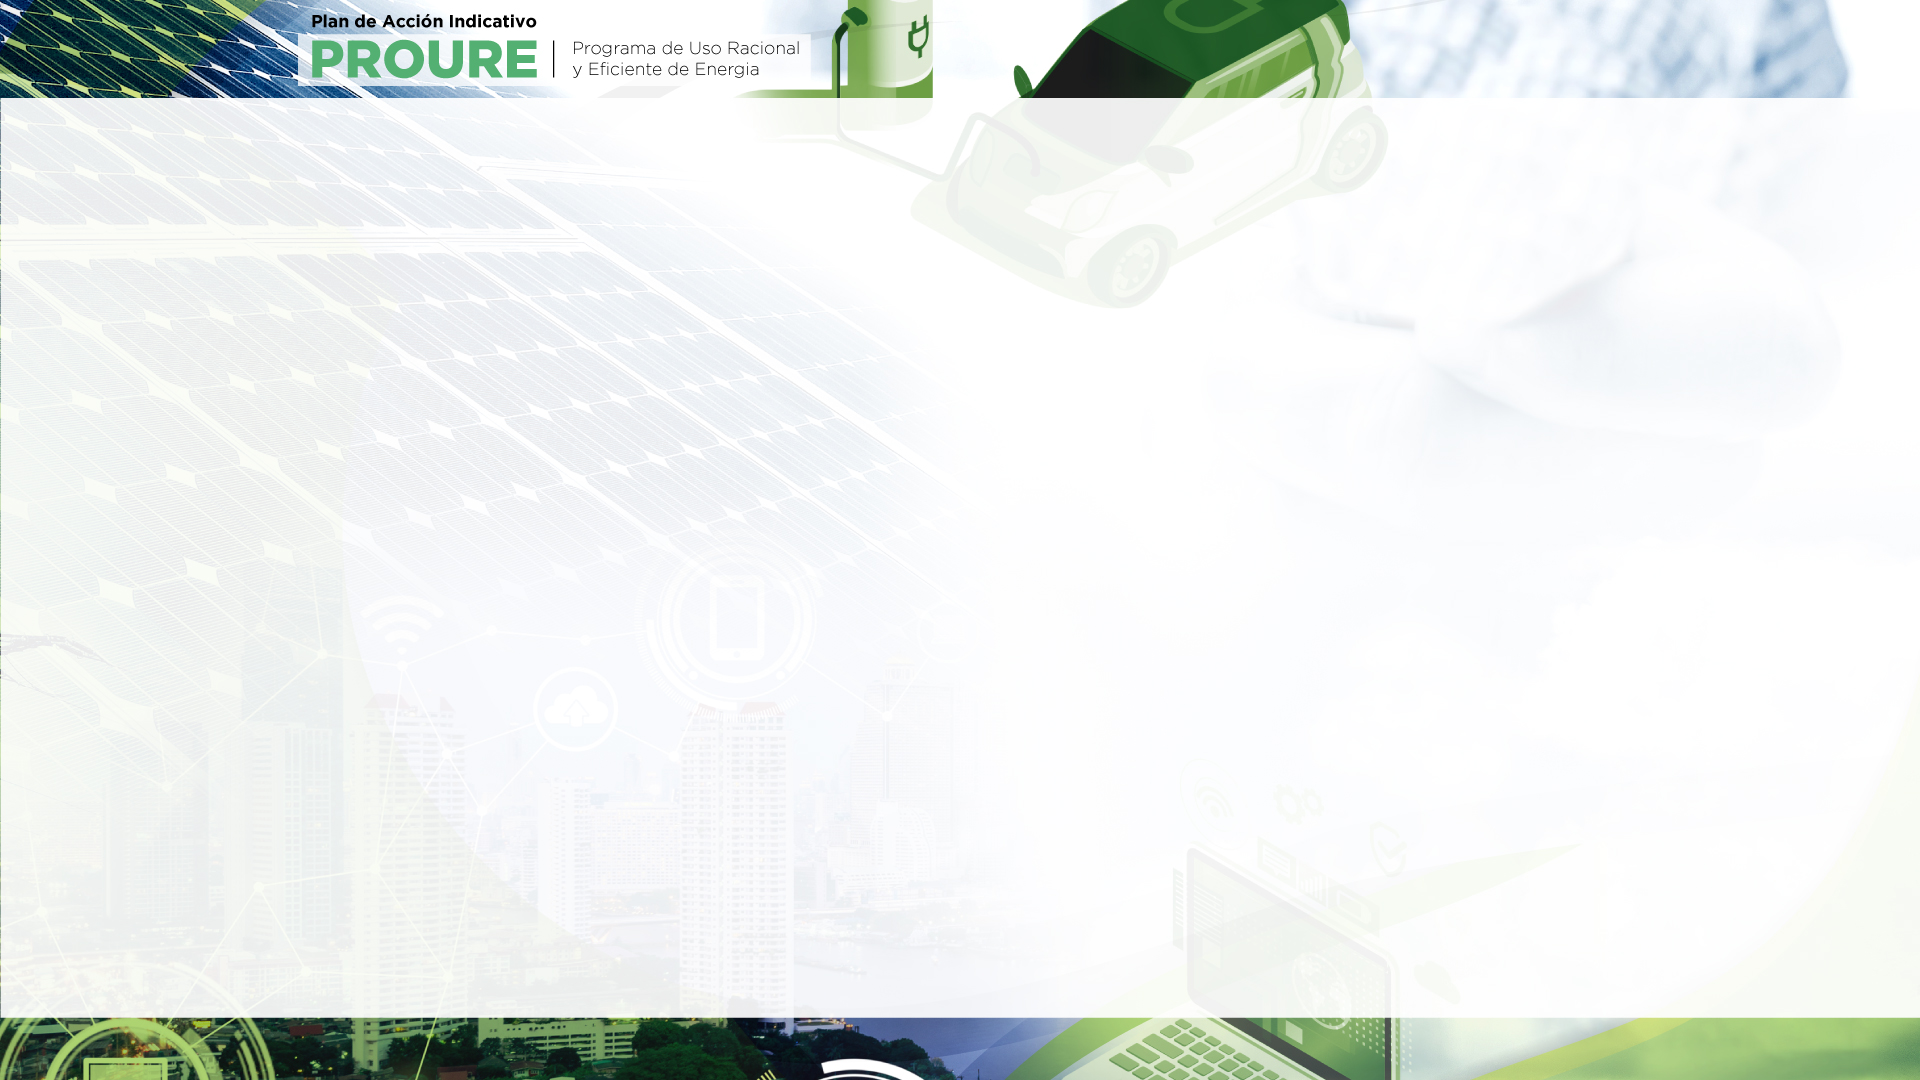 Plan de Acción Indicativo
PROURE
Programa de Uso Racional
y Eficiente de Energia